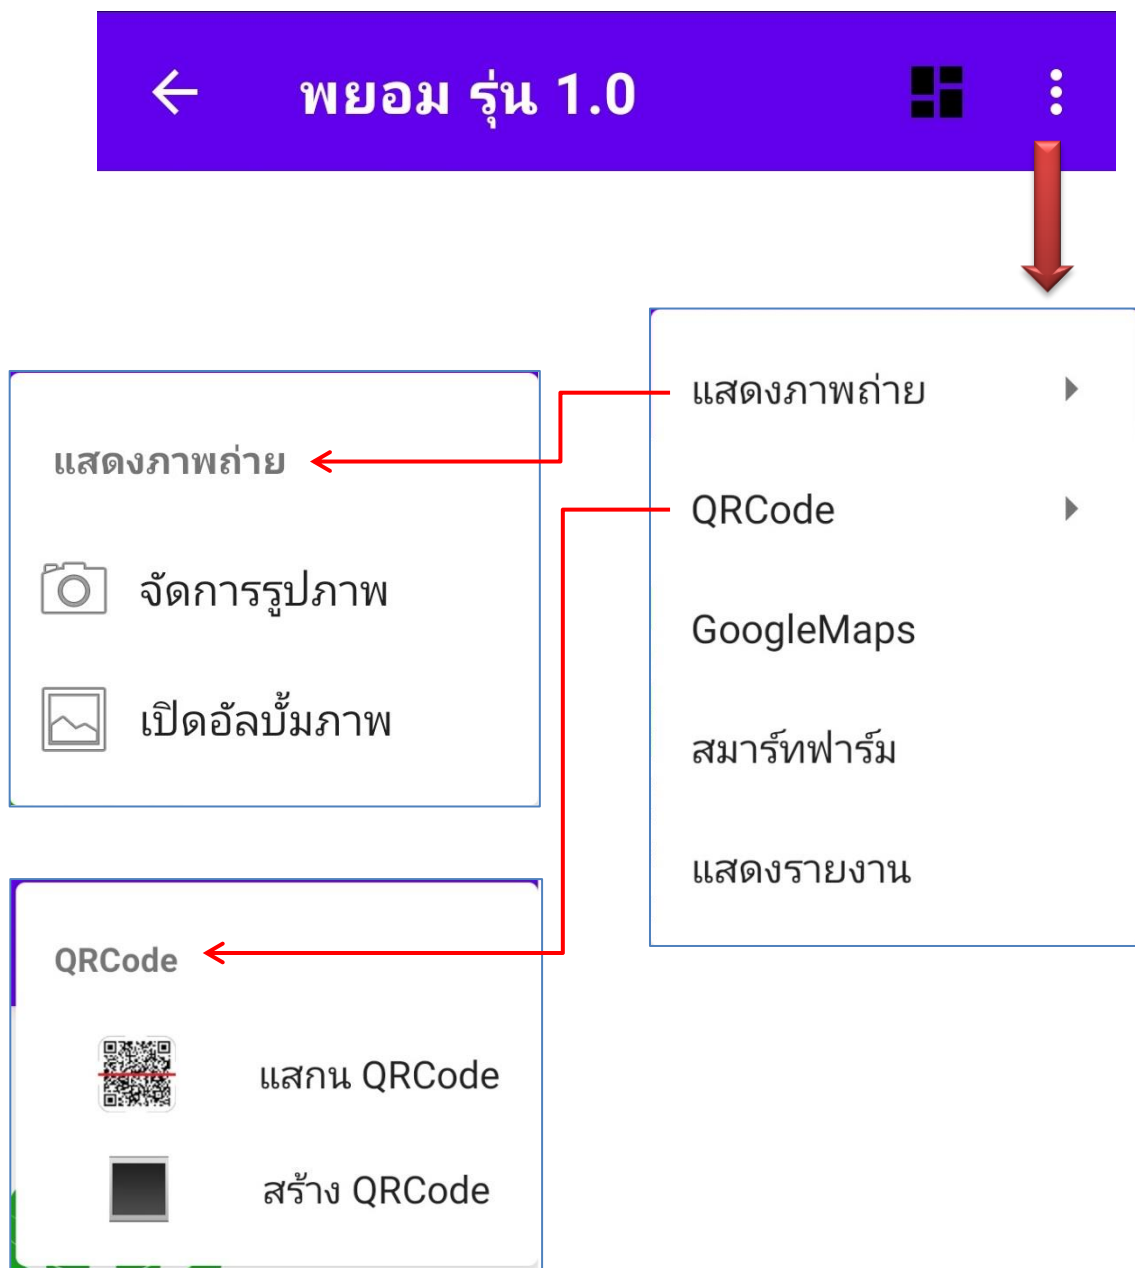 พยอม รุ่น 1.0
แสดงภาพถ่าย
QRCode
GoogleMaps
สมาร์ทฟาร์ม
แสดงรายงาน
แสดงภาพถ่าย
จัดการรูปภาพ
เปิดอัลบั้มภาพ
QRCode
แสกน QRCode
สร้าง QRCode